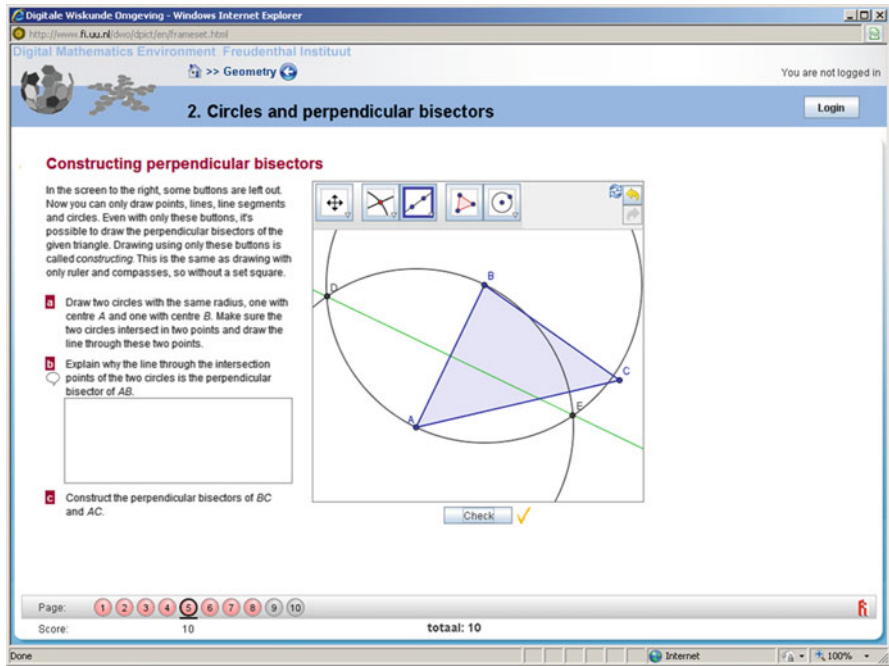 Digitale Wiskunde Omgeving - Windows Internet Explorer
http://www.fi.uu.nl/dwo/dpict/en/frameset.html
Digital Mathematics Environment Freudenthal Instituut
>> Geometry
You are not logged in
2. Circles and perpendicular bisectors
Login
Constructing perpendicular bisectors
In the screen to the right, some buttons are left out.
Now you can only draw points, lines, line segments
and circles. Even with only these buttons, it's
possible to draw the perpendicular bisectors of the
given triangle. Drawing using only these buttons is
called constructing. This is the same as drawing with
only ruler and compasses, so without a set square.
a Draw two circles with the same radius, one with
centre A and one with centre B. Make sure the
two circles intersect in two points and draw the
line through these two points.
b Explain why the line through the intersection
points of the two circles is the perpendicular
bisector of AB.
c Construct the perpendicular bisectors of BC
and AC.
D
B
C
E
A
Check
Page: 1 2 3 4 5 6 7 8 9 10
Score: 10 totaal: 10
Done
Internet
100%